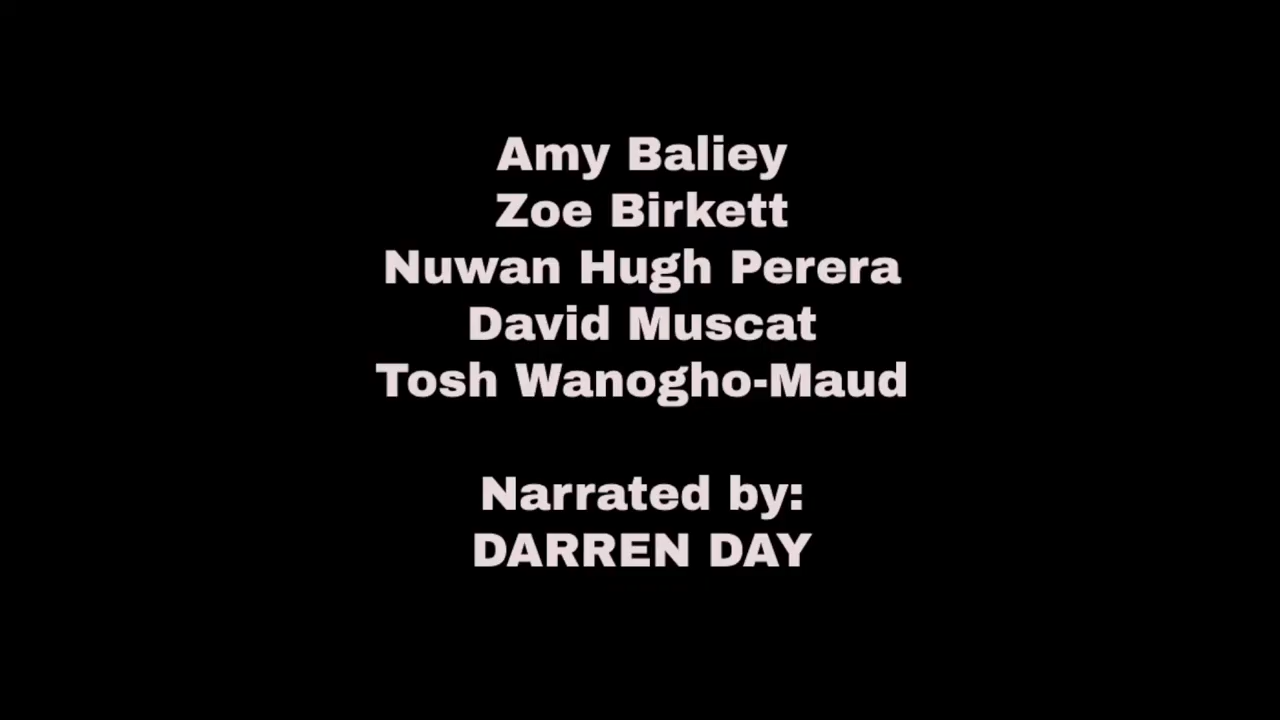 Amy Baliey
Zoe Birkett
Nuwan Hugh Perera
David Muscat
Tosh Wanogho-Maud
Narrated by:
DARREN DAY